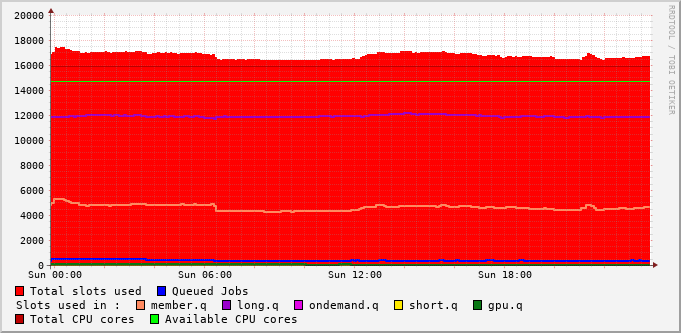 RRDTOOL / TOBI OETIKER
20000
18000
16000
14000
12000
10000
8000
6000
4000
2000
0
Sun 00:00 Sun 06:00 Sun 12:00 Sun 18:00
Total slots used Queued Jobs
Slots used in : member.q long.q ondemand.q short.q gpu.q
Total CPU cores Available CPU cores